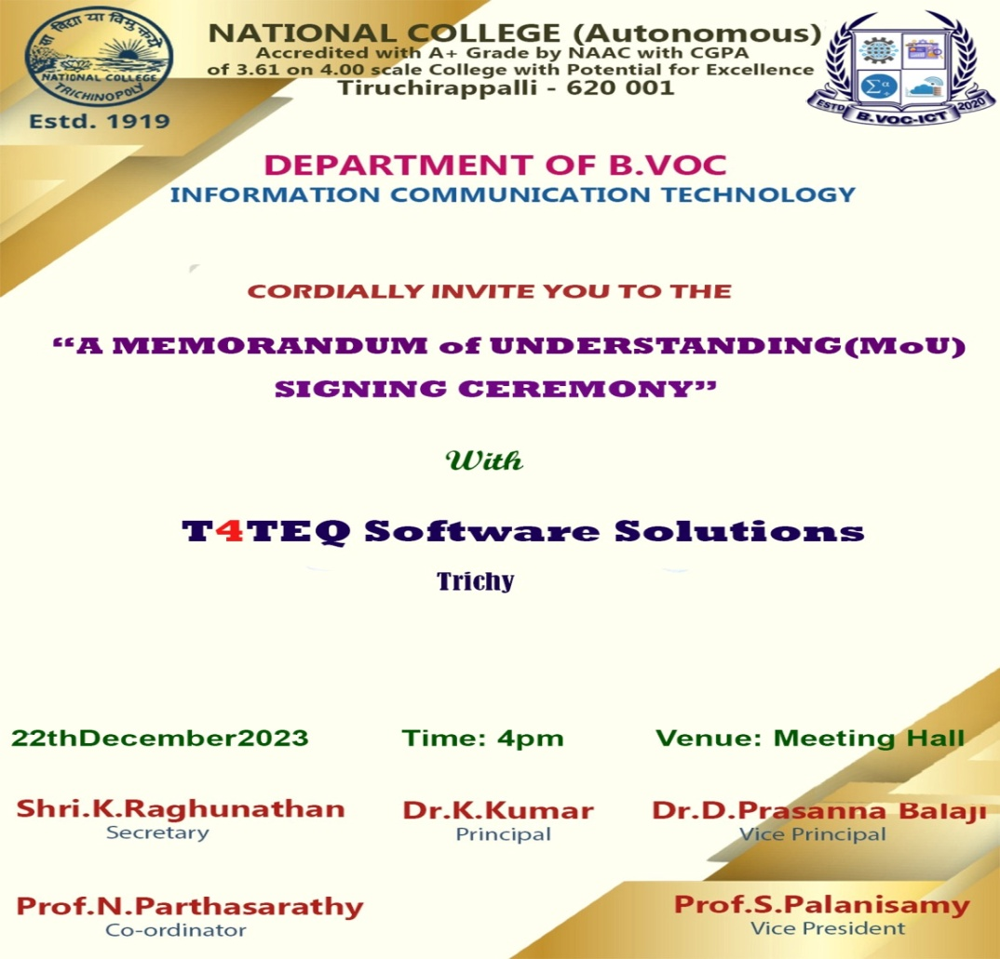 सा विद्या या विमुक्तये
NATIONAL COLLEGE
TRICHINOPOLY
Estd. 1919
NATIONAL COLLEGE (Autonomous)
Accredited with A+ Grade by NAAC with CGPA
of 3.61 on 4.00 scale College with Potential for Excellence
Tiruchirappalli - 620 001
ESTD B.VOC-ICT 2020
DEPARTMENT OF B.VOC
INFORMATION COMMUNICATION TECHNOLOGY
CORDIALLY INVITE YOU TO THE
“A MEMORANDUM of UNDERSTANDING(MoU)
SIGNING CEREMONY”
With
T4TEQ Software Solutions
Trichy
22thDecember2023 Time: 4pm Venue: Meeting Hall
Shri.K.Raghunathan Dr.K.Kumar Dr.D.Prasanna Balaji
Secretary Principal Vice Principal
Prof.N.Parthasarathy Prof.S.Palanisamy
Co-ordinator Vice President